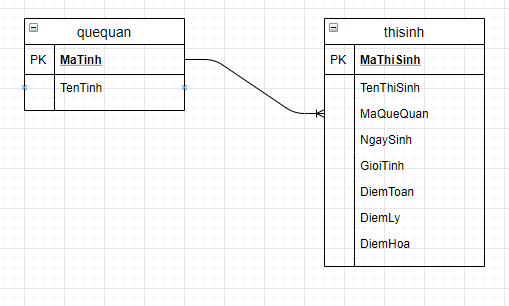 quequan
PK MaTinh
TenTinh
thisinh
PK MaThiSinh
TenThiSinh
MaQueQuan
NgaySinh
GioiTinh
DiemToan
DiemLy
DiemHoa